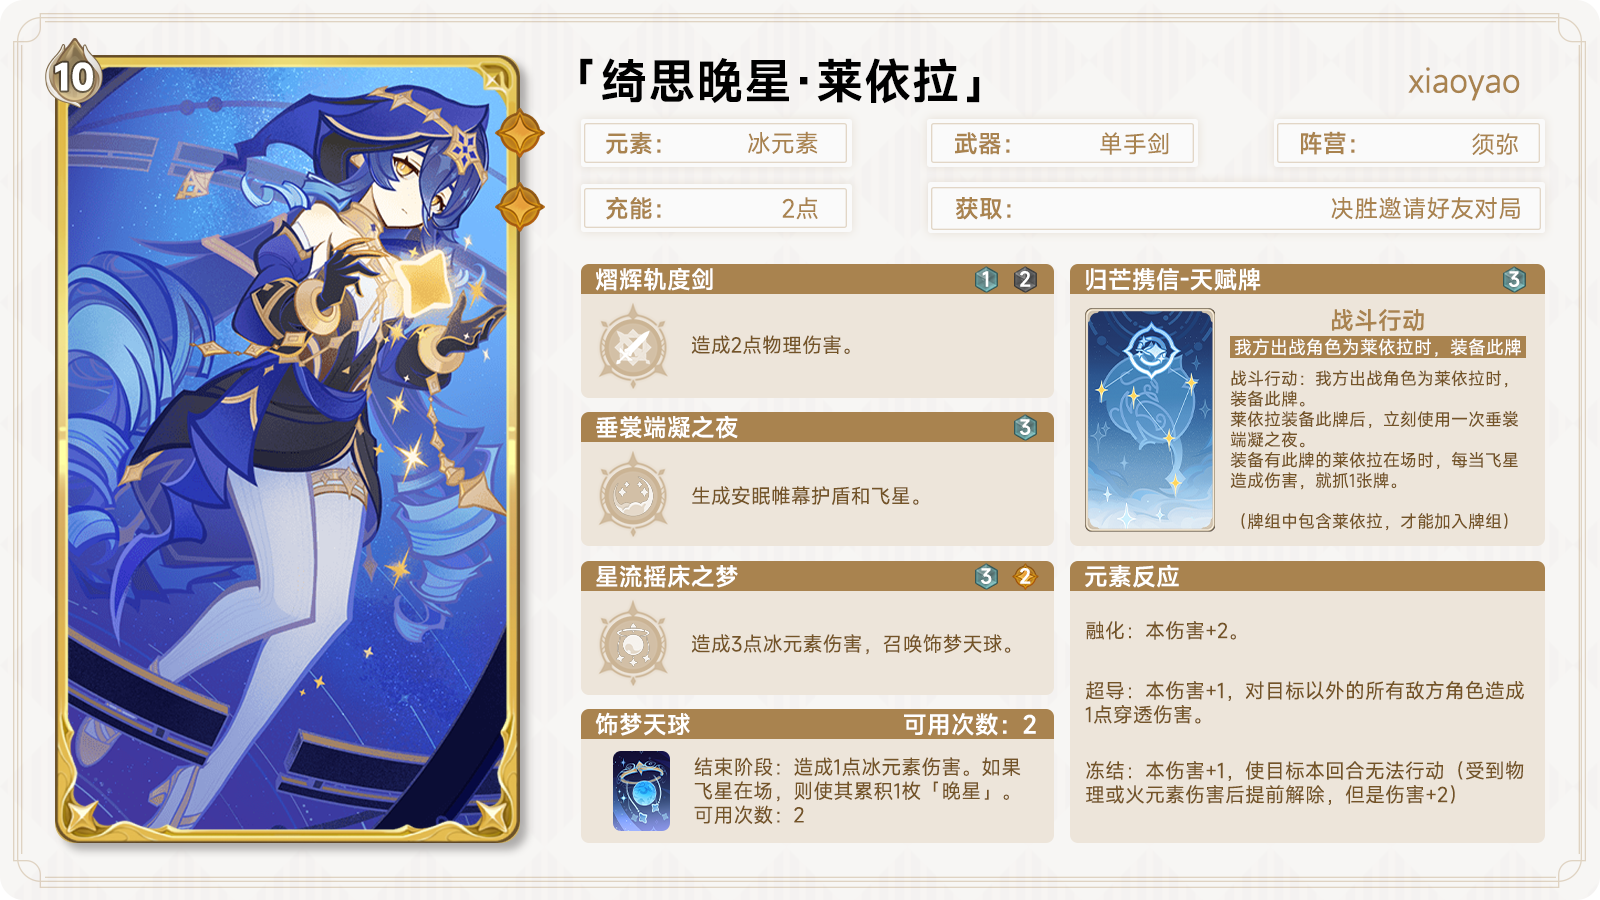 10
「绮思晚星·莱依拉」
xiaoyao
元素： 冰元素
武器： 单手剑
阵营： 须弥
充能： 2点
获取： 决胜邀请好友对局
熠辉轨度剑 1 2
造成2点物理伤害。
垂裳端凝之夜 3
生成安眠帷幕护盾和飞星。
星流摇床之梦 3 2
造成3点冰元素伤害，召唤饰梦天球。
饰梦天球 可用次数：2
结束阶段：造成1点冰元素伤害。如果
飞星在场，则使其累积1枚「晚星」。
可用次数：2
归芒携信-天赋牌 3
战斗行动
我方出战角色为莱依拉时，装备此牌
战斗行动：我方出战角色为莱依拉时，
装备此牌。
莱依拉装备此牌后，立刻使用一次垂裳
端凝之夜。
装备有此牌的莱依拉在场时，每当飞星
造成伤害，就抓1张牌。
（牌组中包含莱依拉，才能加入牌组）
元素反应
融化：本伤害+2。
超导：本伤害+1，对目标以外的所有敌方角色造成
1点穿透伤害。
冻结：本伤害+1，使目标本回合无法行动（受到物
理或火元素伤害后提前解除，但是伤害+2）